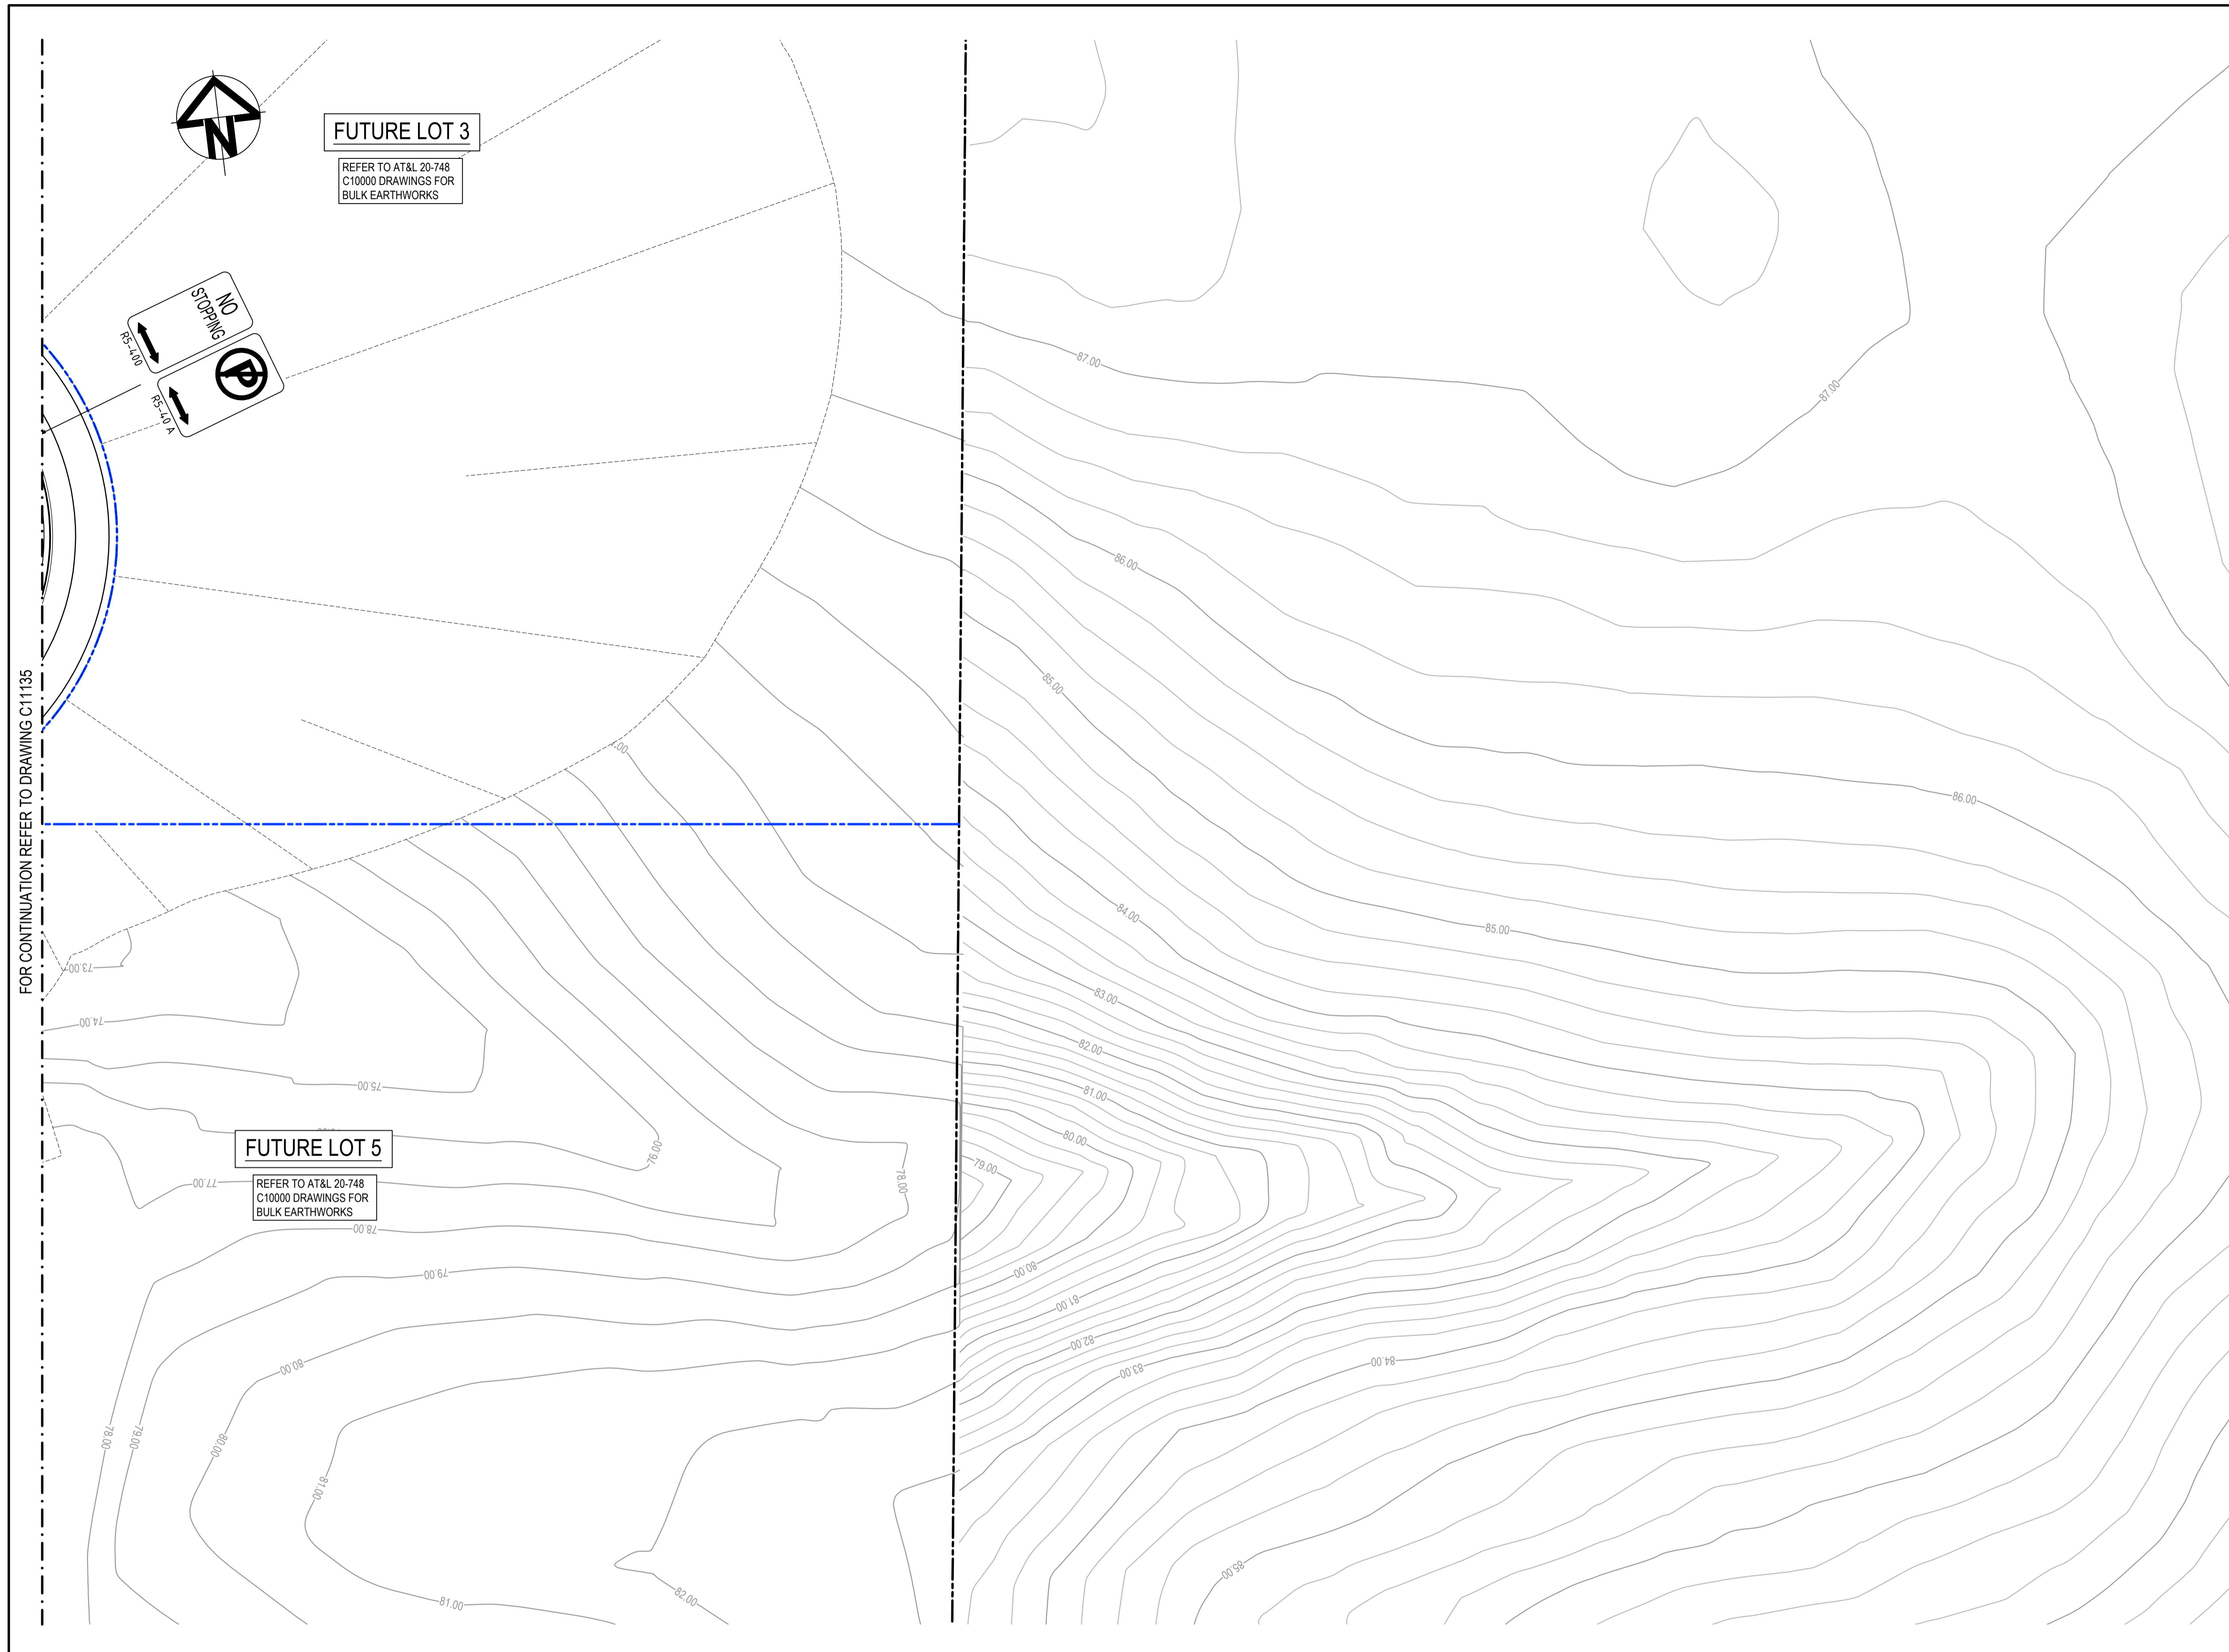 N
FUTURE LOT 3
REFER TO AT&L 20-748
C10000 DRAWINGS FOR
BULK EARTHWORKS
NO
STOPPING
R5-400
P
R5-40 A
FOR CONTINUATION REFER TO DRAWING C11135
87.00
87.00
86.00
85.00
86.00
84.00
85.00
73.00
83.00
74.00
82.00
75.00
81.00
80.00
76.00
79.00
78.00
77.00
FUTURE LOT 5
REFER TO AT&L 20-748
C10000 DRAWINGS FOR
BULK EARTHWORKS
78.00
79.00
80.00
81.00
82.00
83.00
84.00
80.00
78.00
79.00
80.00
81.00
81.00
82.00
85.00